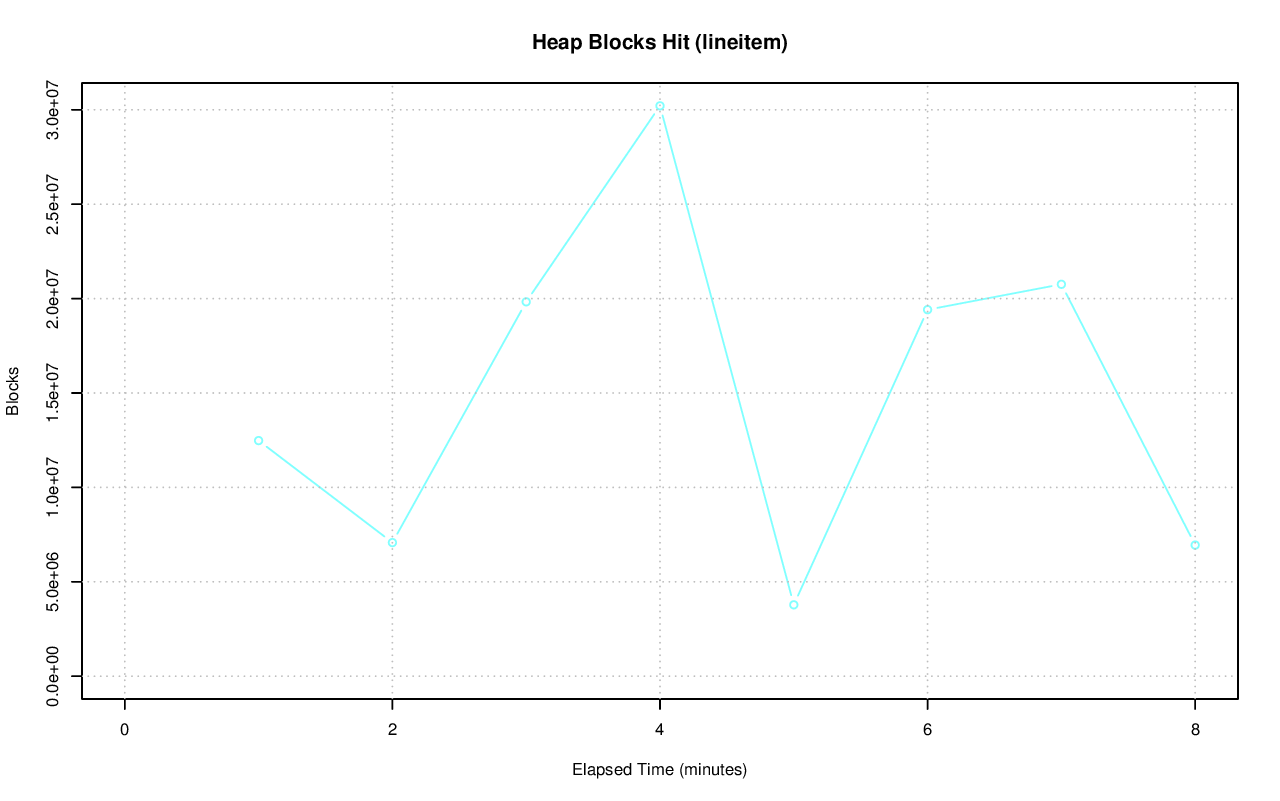 Heap Blocks Hit (lineitem)
Blocks
3.0e+07
2.5e+07
2.0e+07
1.5e+07
1.0e+07
5.0e+06
0.0e+00
0 2 4 6 8
Elapsed Time (minutes)